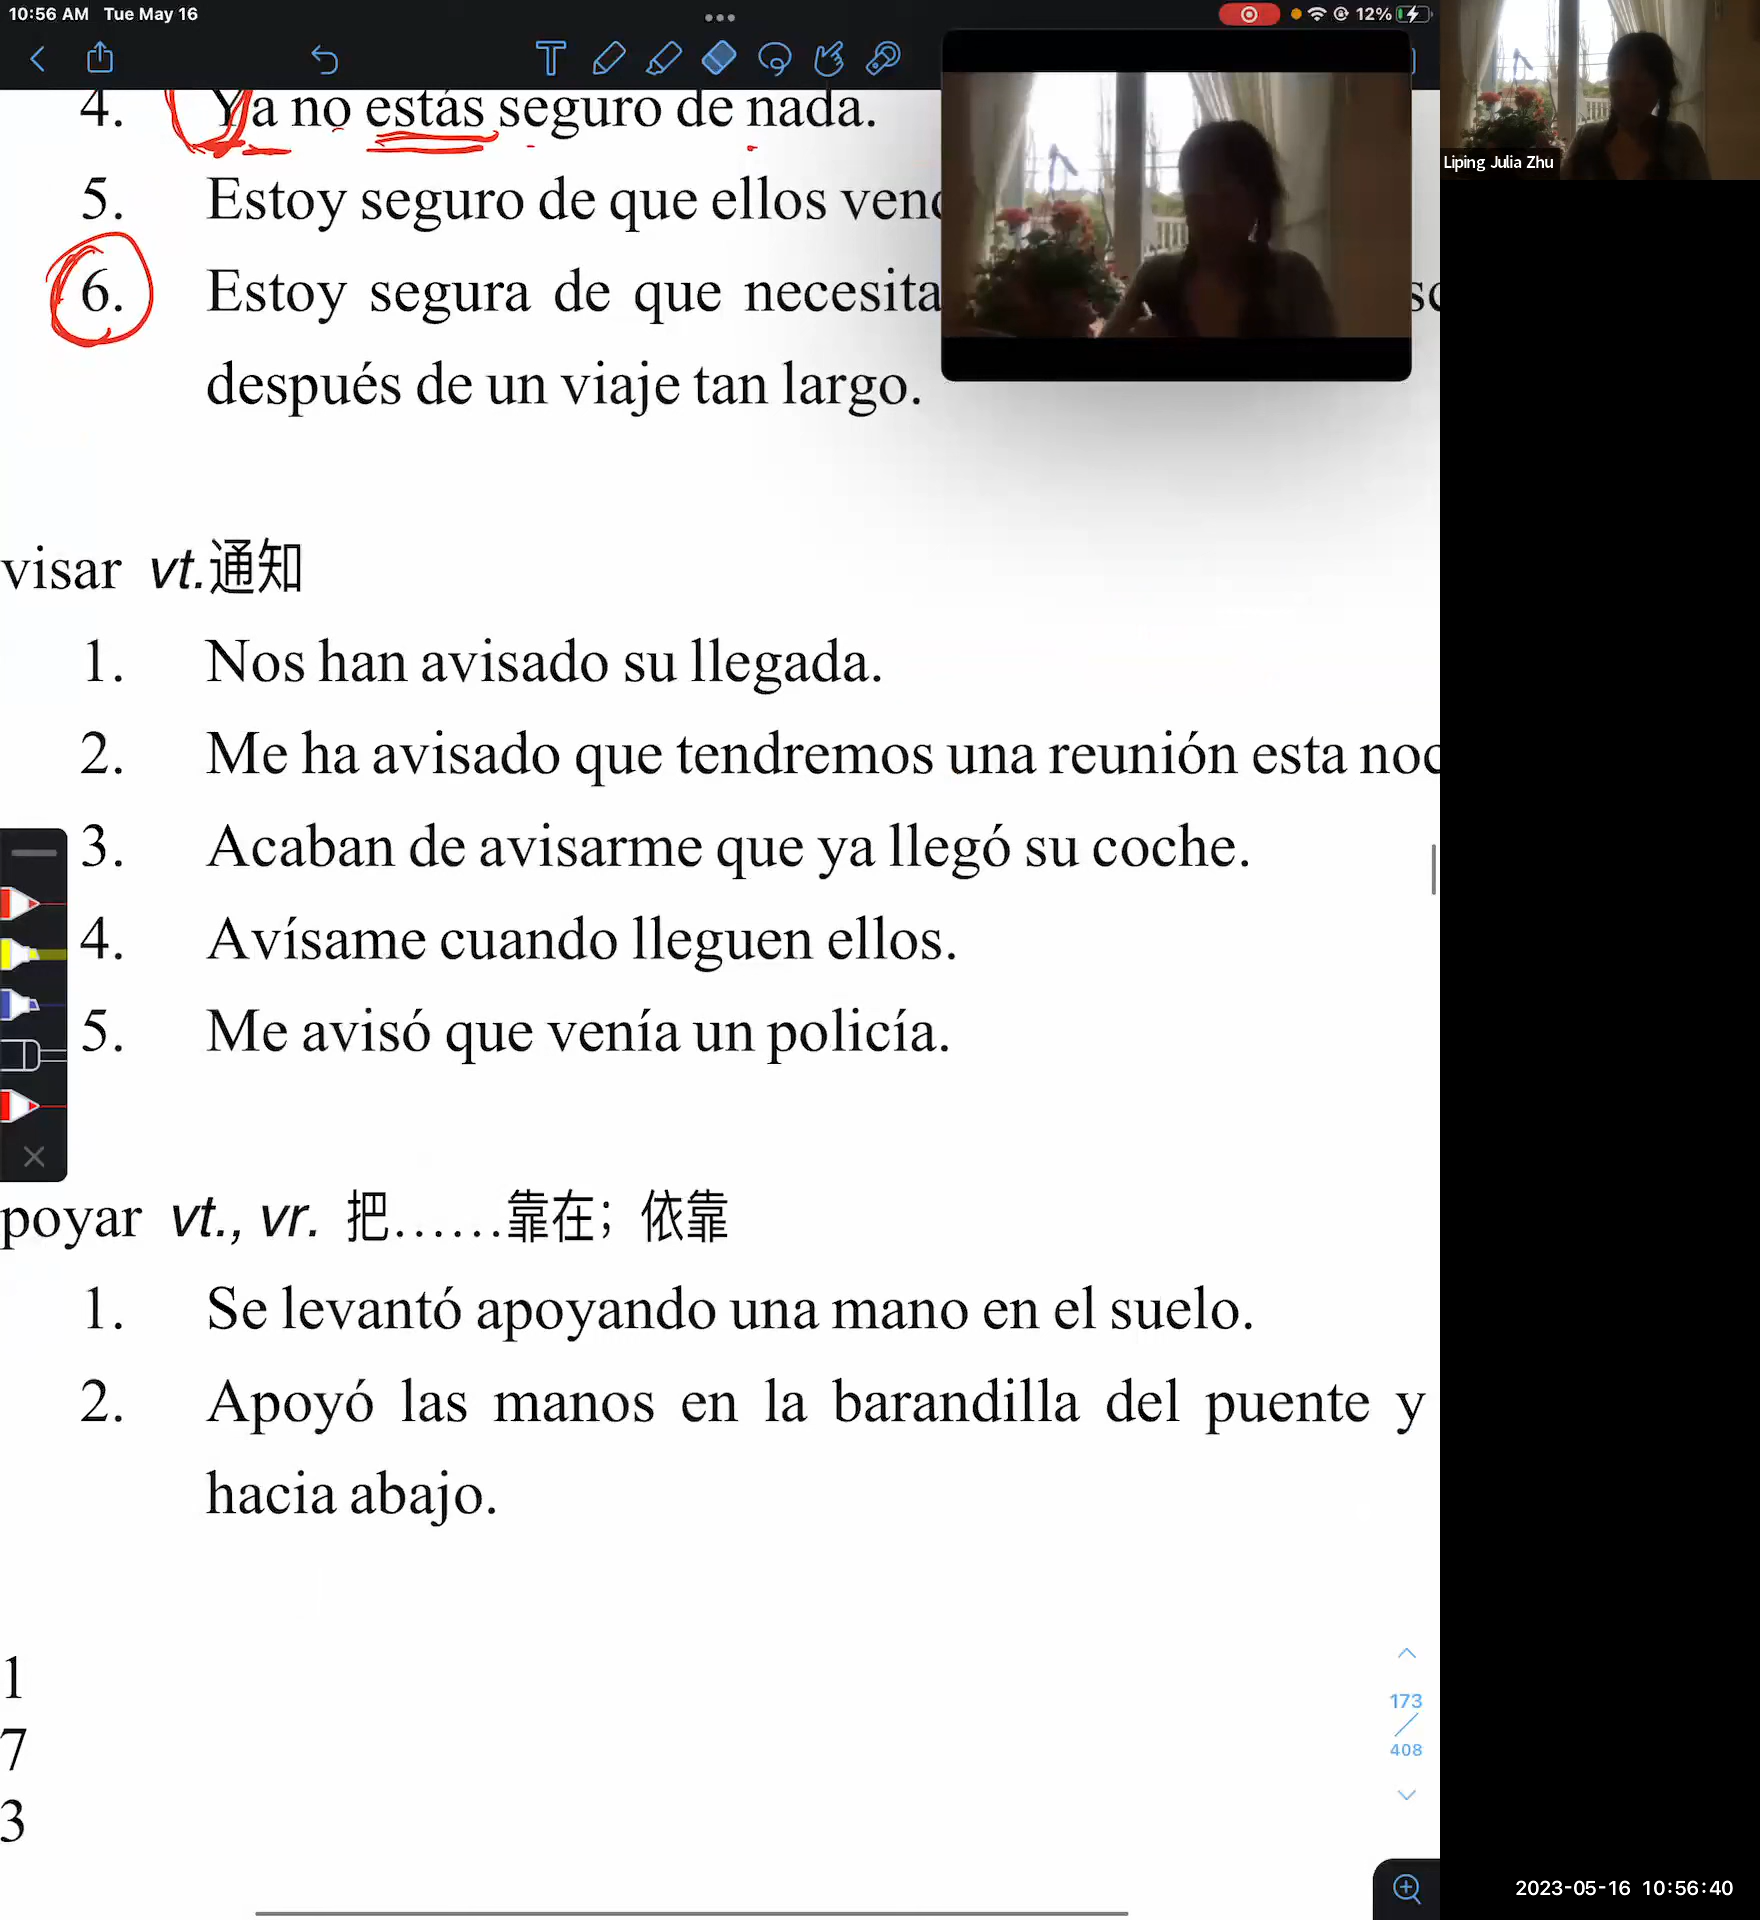 10:56 AM Tue May 16
12%
4. Ya no estás seguro de nada.
Liping Julia Zhu
5. Estoy seguro de que ellos
6. Estoy segura de que
después de un viaje tan largo.
visar vt.通知
1. Nos han avisado su llegada.
2. Me ha avisado que tendremos una reunión esta
3. Acaban de avisarme que ya llegó su coche.
4. Avísame cuando lleguen ellos.
5. Me avisó que venía un policía.
poyar vt., vr. 把……靠在；依靠
1. Se levantó apoyando una mano en el suelo.
2. Apoyó las manos en la barandilla del puente y
hacia abajo.
1
7
3
173
408
2023-05-16 10:56:40